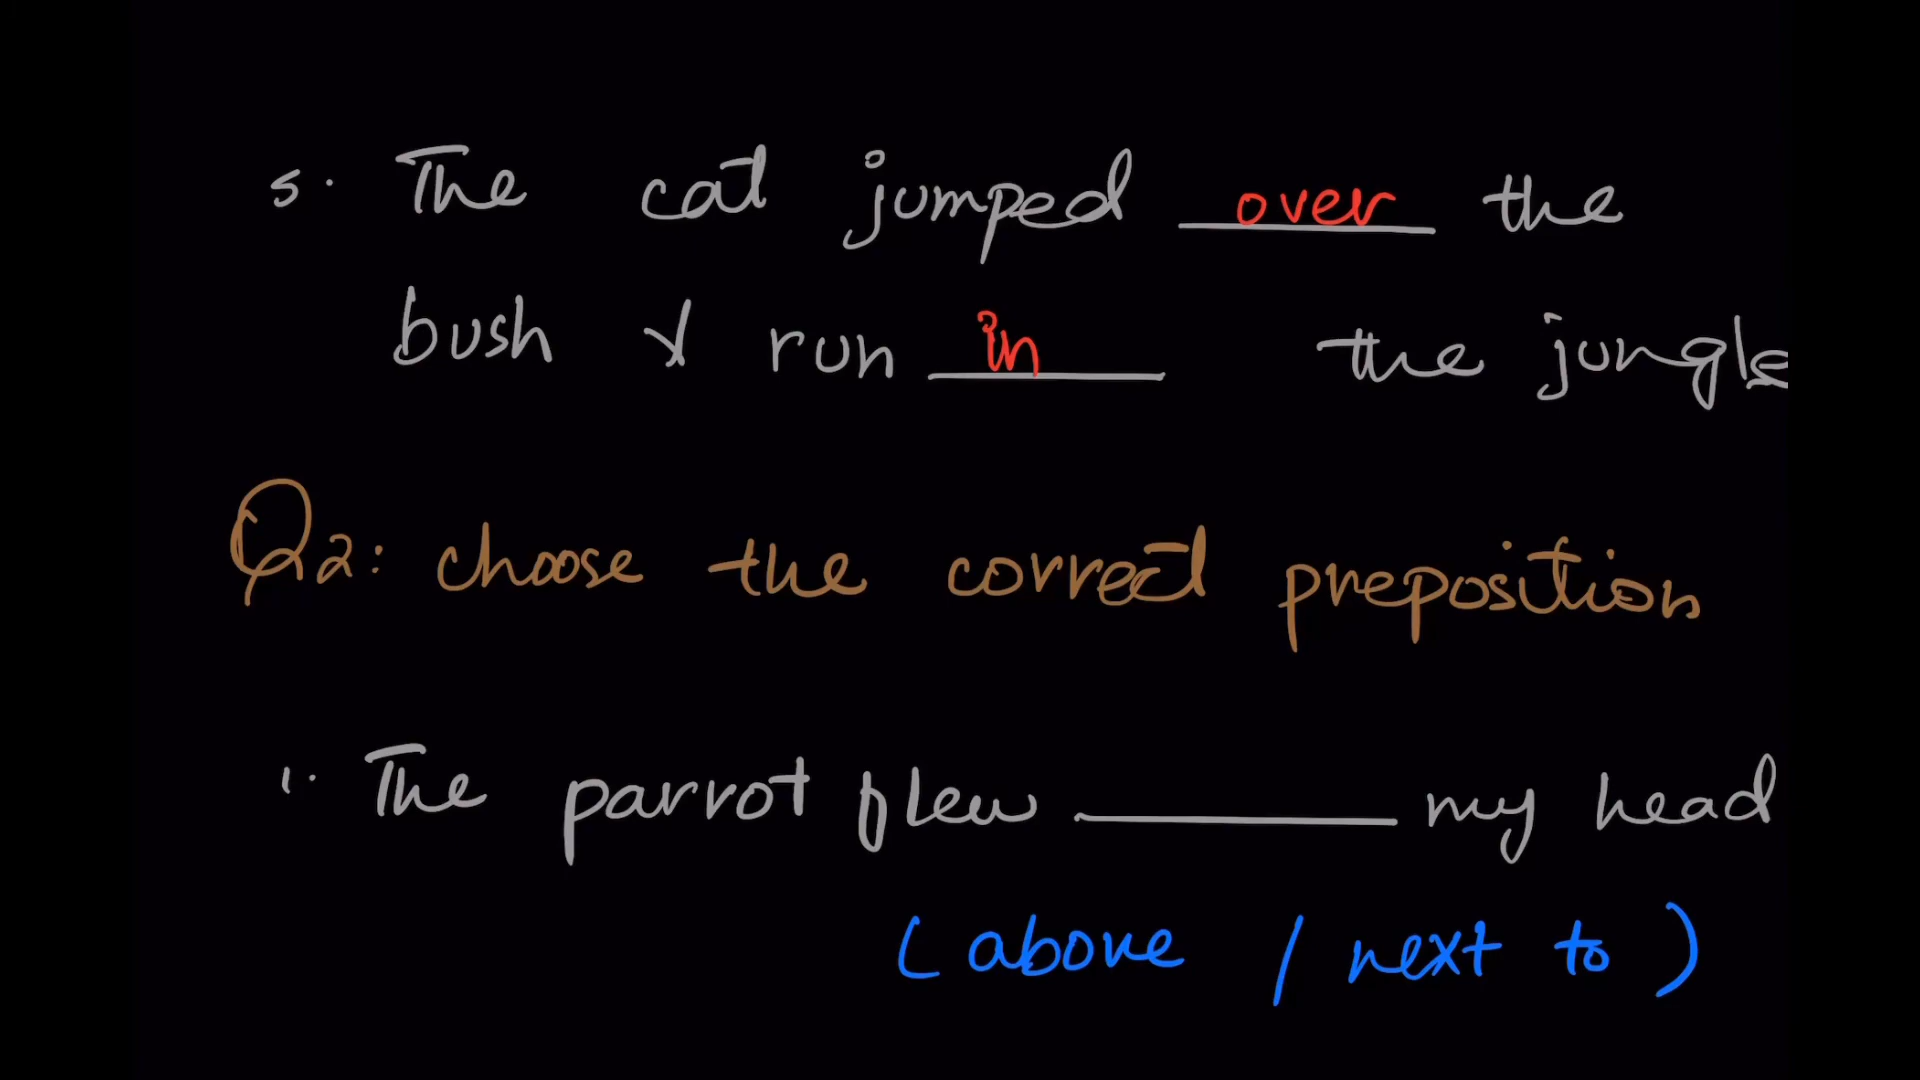 5. The cat jumped over the
bush & run in the jungle
Q2: choose the correct preposition
1. The parrot flew ______ my head
(above / next to)